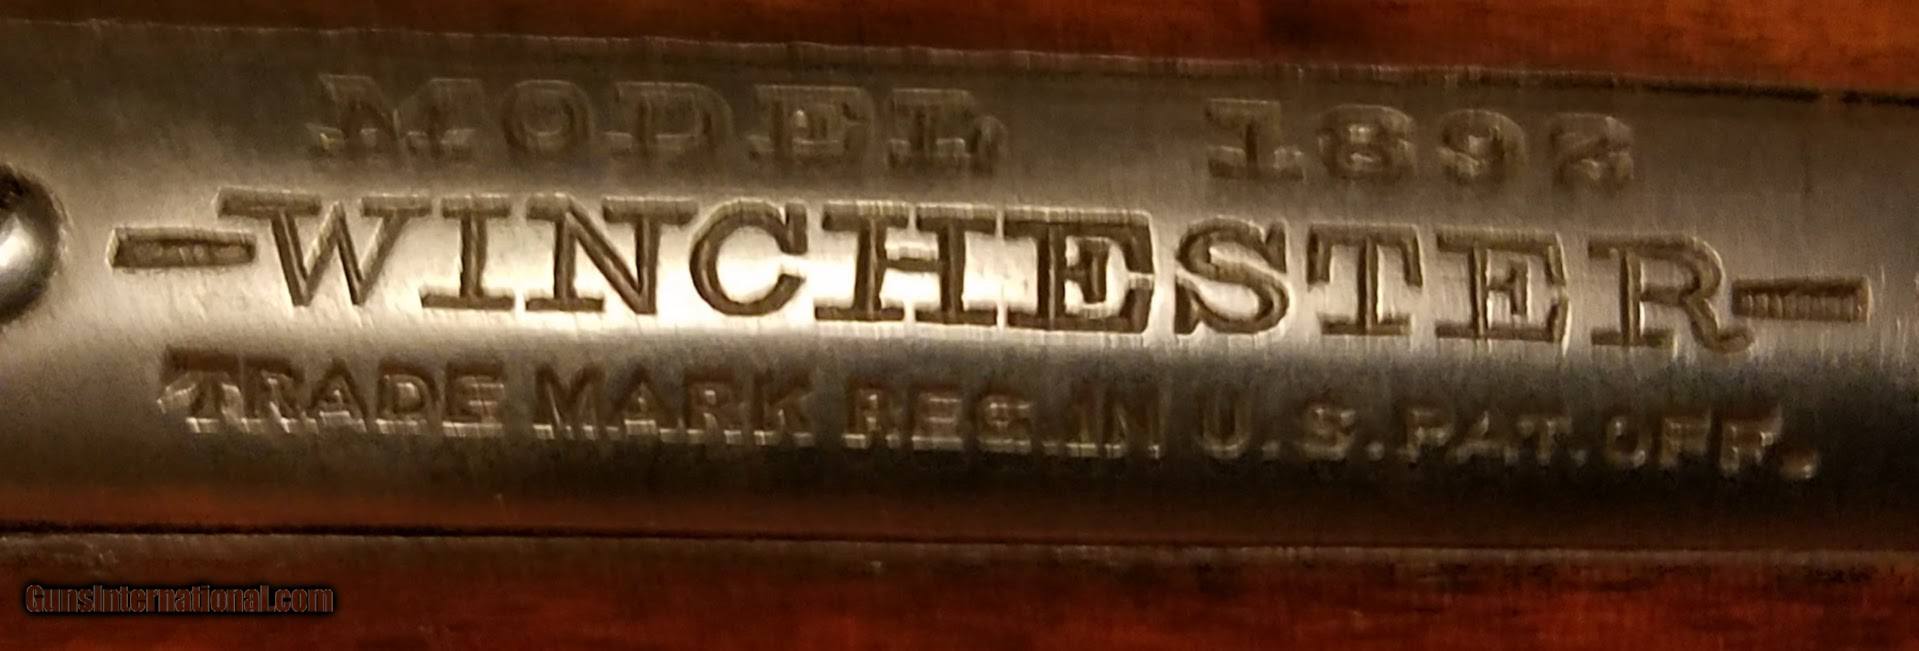 MODEL 1892
-WINCHESTER-
TRADE MARK REG. IN U.S. PAT. OFF.
GunsInternational.com